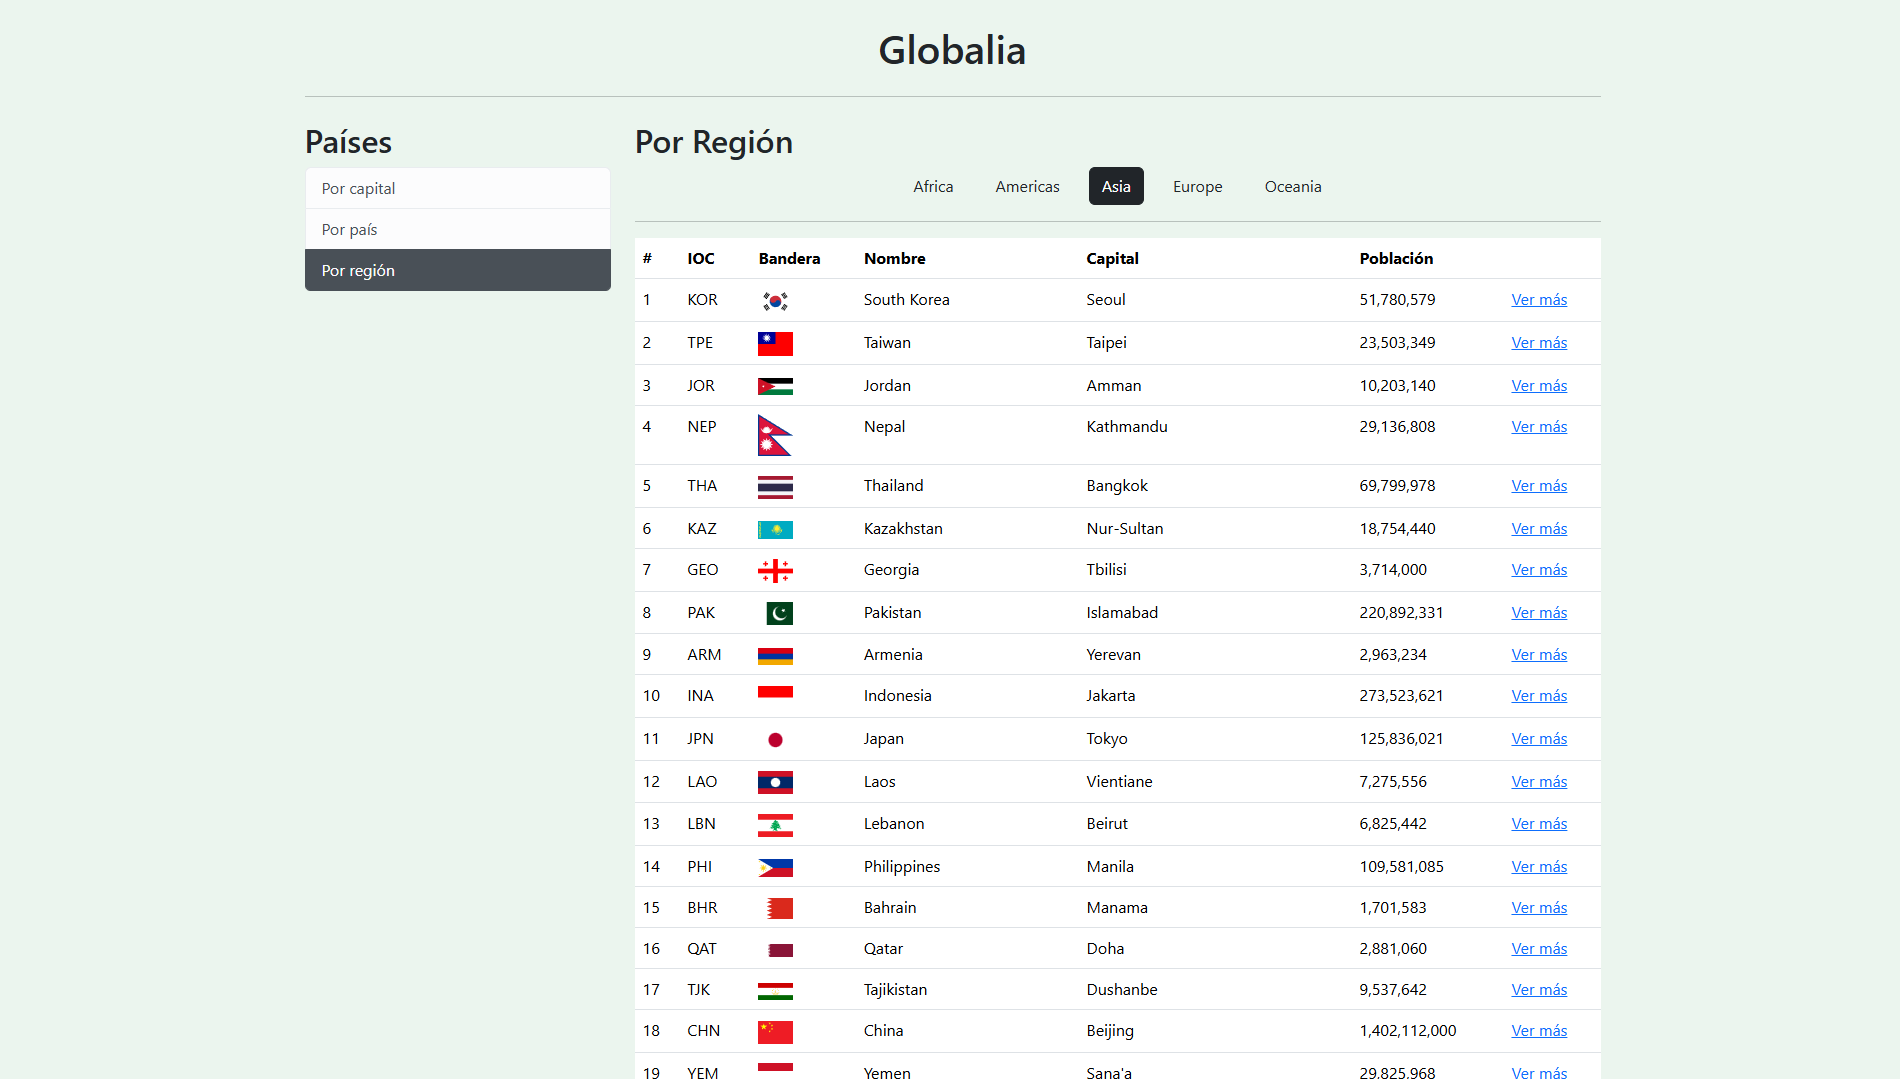 Globalia
Países
Por capital
Por país
Por región
Por Región
Africa Americas Asia Europe Oceania
# IOC Bandera Nombre Capital Población
1 KOR South Korea Seoul 51,780,579 Ver más
2 TPE Taiwan Taipei 23,503,349 Ver más
3 JOR Jordan Amman 10,203,140 Ver más
4 NEP Nepal Kathmandu 29,136,808 Ver más
5 THA Thailand Bangkok 69,799,978 Ver más
6 KAZ Kazakhstan Nur-Sultan 18,754,440 Ver más
7 GEO Georgia Tbilisi 3,714,000 Ver más
8 PAK Pakistan Islamabad 220,892,331 Ver más
9 ARM Armenia Yerevan 2,963,234 Ver más
10 INA Indonesia Jakarta 273,523,621 Ver más
11 JPN Japan Tokyo 125,836,021 Ver más
12 LAO Laos Vientiane 7,275,556 Ver más
13 LBN Lebanon Beirut 6,825,442 Ver más
14 PHI Philippines Manila 109,581,085 Ver más
15 BHR Bahrain Manama 1,701,583 Ver más
16 QAT Qatar Doha 2,881,060 Ver más
17 TJK Tajikistan Dushanbe 9,537,642 Ver más
18 CHN China Beijing 1,402,112,000 Ver más
19 YEM Yemen Sana'a 29,825,968 Ver más